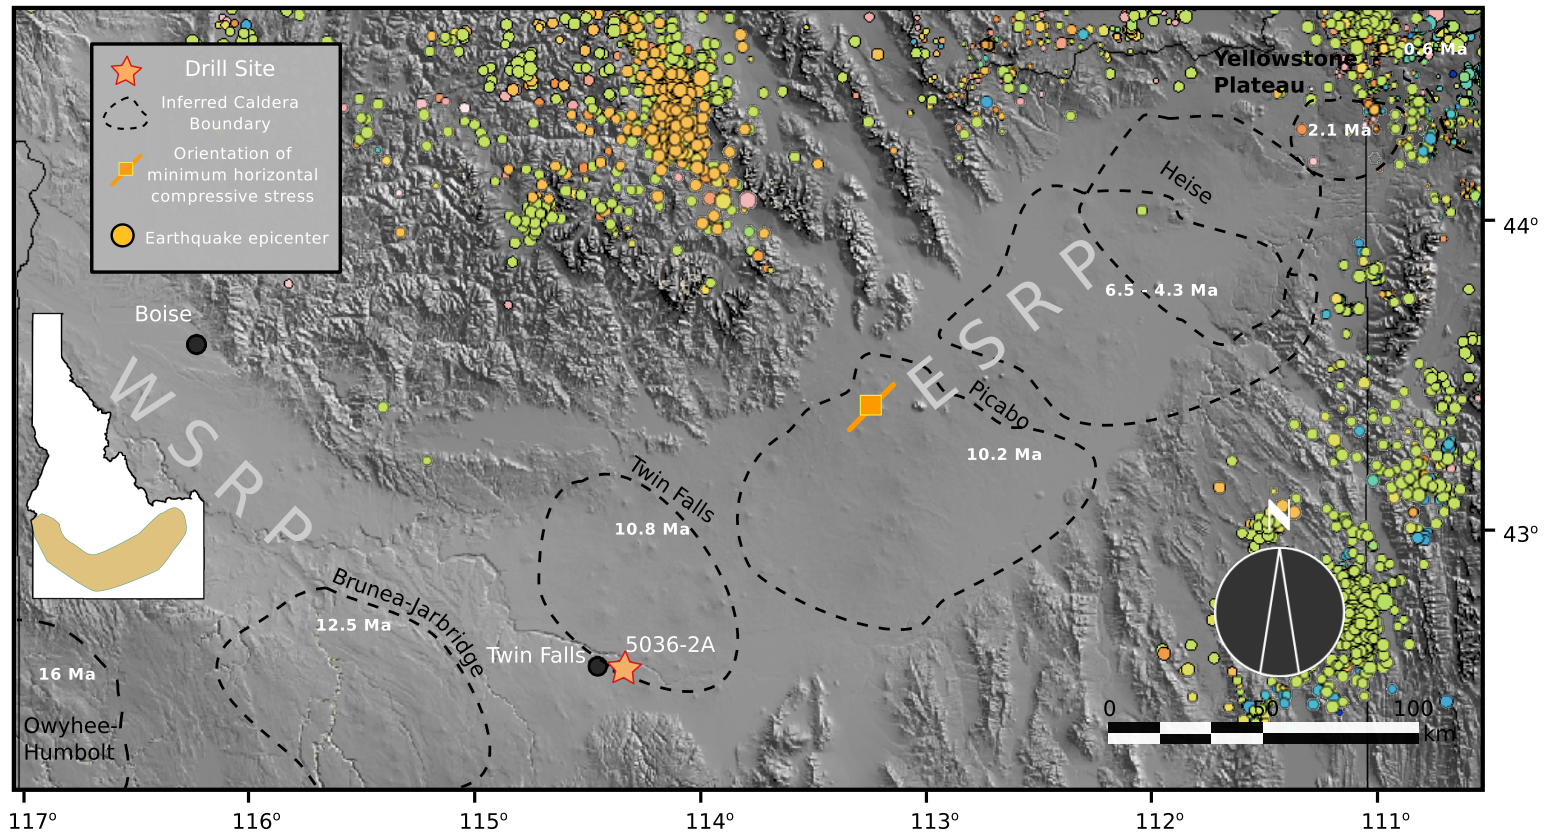 Drill Site
Inferred Caldera
Boundary
Orientation of
minimum horizontal
compressive stress
Earthquake epicenter
0.6 Ma
Yellowstone
Plateau
2.1 Ma
Heise
44°
6.5 - 4.3 Ma
ESRP
Boise
WSRP
Picabo
10.2 Ma
Twin Falls
10.8 Ma
43°
N
Brunea-Jarbridge
12.5 Ma
5036-2A
Twin Falls
16 Ma
Owyhee-
Humbolt
0 50 100
km
117° 116° 115° 114° 113° 112° 111°